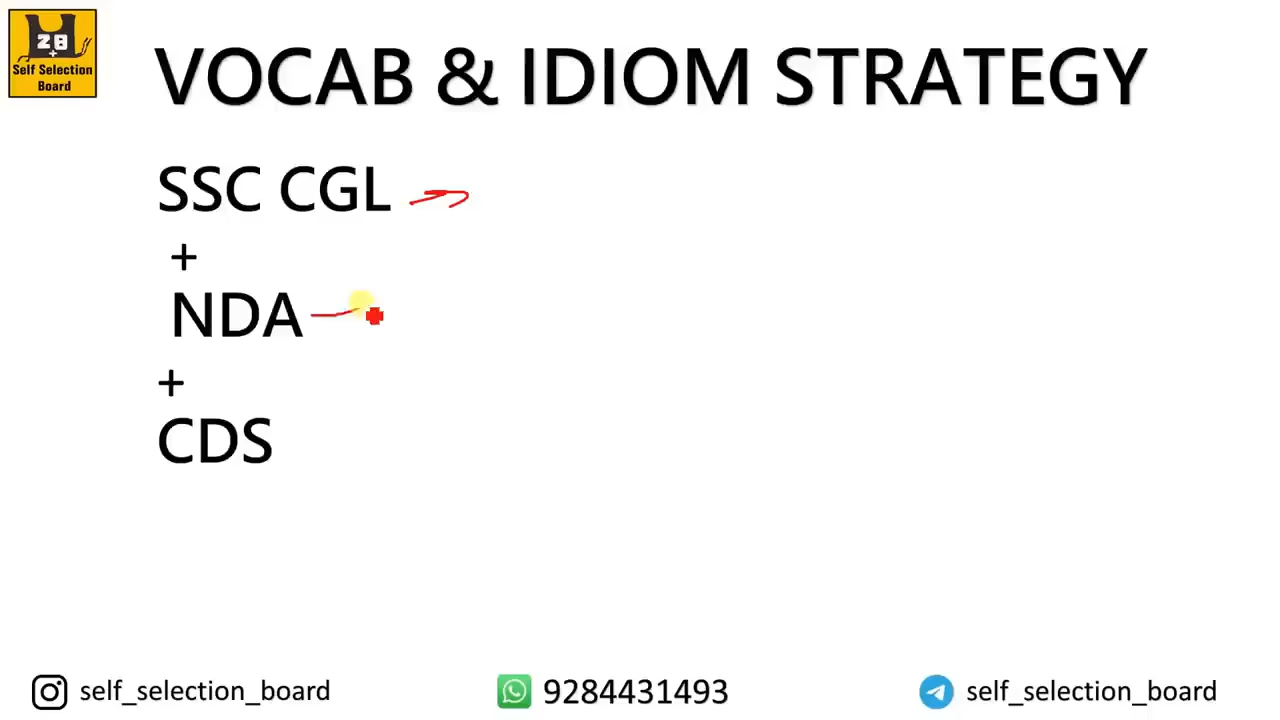 28
+
Self Selection
Board
VOCAB & IDIOM STRATEGY
SSC CGL
+
NDA
+
CDS
self_selection_board
9284431493
self_selection_board